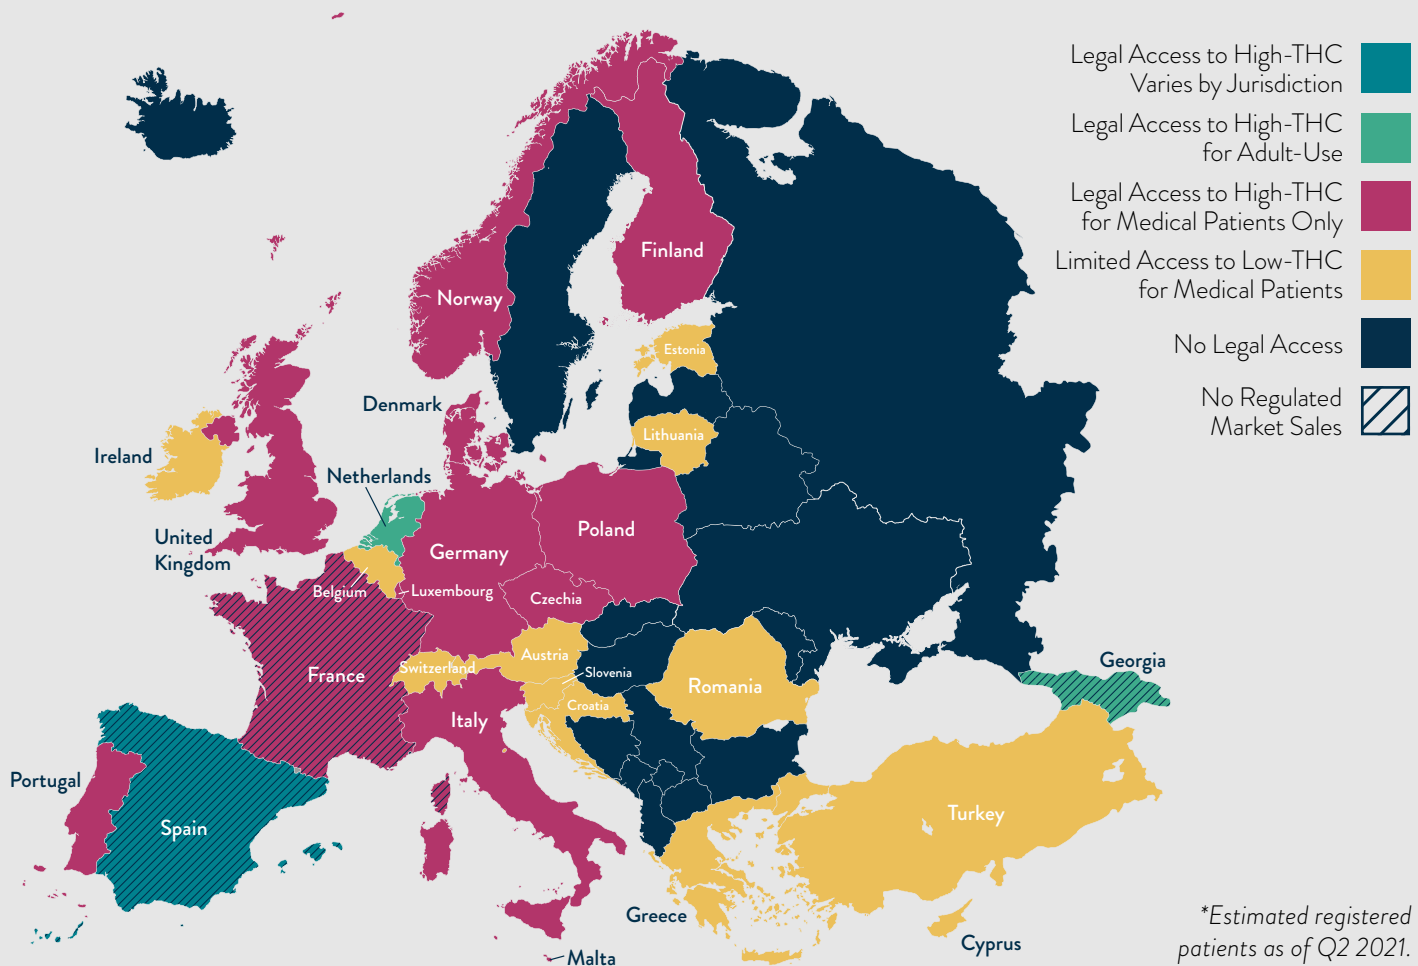 Legal Access to High-THC
Varies by Jurisdiction
Legal Access to High-THC
for Adult-Use
Legal Access to High-THC
for Medical Patients Only
Limited Access to Low-THC
for Medical Patients
No Legal Access
No Regulated
Market Sales
Finland
Norway
Estonia
Denmark
Lithuania
Ireland
Netherlands
United
Kingdom
Poland
Germany
Belgium
Luxembourg
Czechia
Austria
Switzerland
Slovenia
France
Croatia
Romania
Georgia
Italy
Portugal
Spain
Turkey
Greece
Cyprus
Malta
*Estimated registered
patients as of Q2 2021.